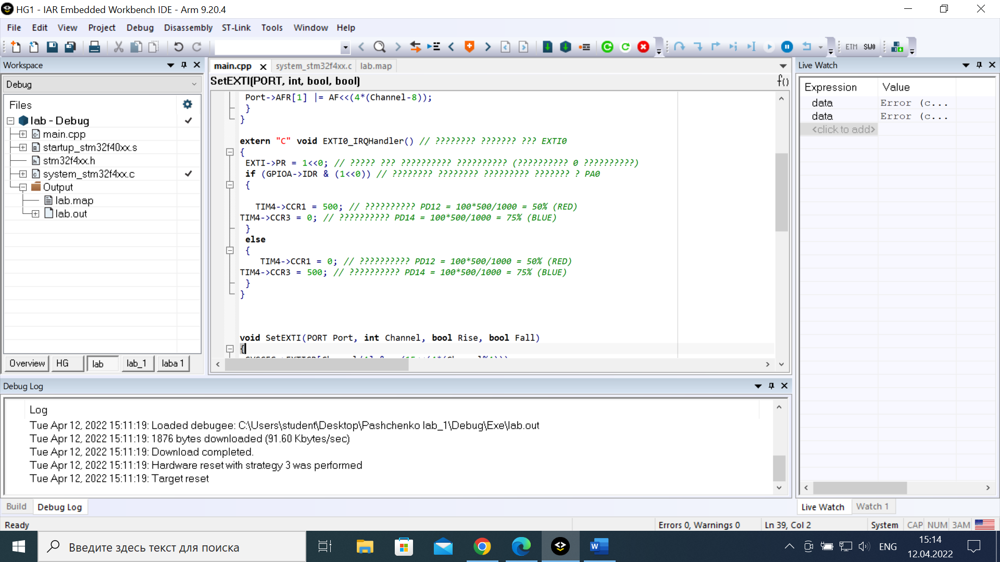 HG1 - IAR Embedded Workbench IDE - Arm 9.20.4
File Edit View Project Debug Disassembly ST-Link Tools Window Help
ETM SWO
Workspace
Debug
Files
lab - Debug
main.cpp
startup_stm32f40xx.s
stm32f4xx.h
system_stm32f4xx.c
Output
lab.map
lab.out
Overview HG lab lab_1 laba 1
main.cpp system_stm32f4xx.c lab.map
SetEXTI(PORT, int, bool, bool)
f()
Port->AFR[1] |= AF<<(4*(Channel-8));
}
}
extern "C" void EXTI0_IRQHandler() // ???????? ??????? ??? EXTI0
{
EXTI->PR = 1<<0; // ????? ??? ?????????? ?????????? (?????????? 0 ??????????)
if (GPIOA->IDR & (1<<0)) // ???????? ???????? ????????? ??????? ? PA0
{
TIM4->CCR1 = 500; // ?????????? PD12 = 100*500/1000 = 50% (RED)
TIM4->CCR3 = 0; // ?????????? PD14 = 100*500/1000 = 75% (BLUE)
}
else
{
TIM4->CCR1 = 0; // ?????????? PD12 = 100*500/1000 = 50% (RED)
TIM4->CCR3 = 500; // ?????????? PD14 = 100*500/1000 = 75% (BLUE)
}
}
void SetEXTI(PORT Port, int Channel, bool Rise, bool Fall)
{
Live Watch
Expression Value
data Error (c...
data Error (c...
<click to add>
Live Watch Watch 1
Debug Log
Log
Tue Apr 12, 2022 15:11:19: Loaded debugee: C:\Users\student\Desktop\Pashchenko lab_1\Debug\Exe\lab.out
Tue Apr 12, 2022 15:11:19: 1876 bytes downloaded (91.60 Kbytes/sec)
Tue Apr 12, 2022 15:11:19: Download completed.
Tue Apr 12, 2022 15:11:19: Hardware reset with strategy 3 was performed
Tue Apr 12, 2022 15:11:19: Target reset
Build Debug Log
Ready Errors 0, Warnings 0 Ln 39, Col 2 System CAP NUM ЗАМ
Введите здесь текст для поиска
ENG
15:14
12.04.2022